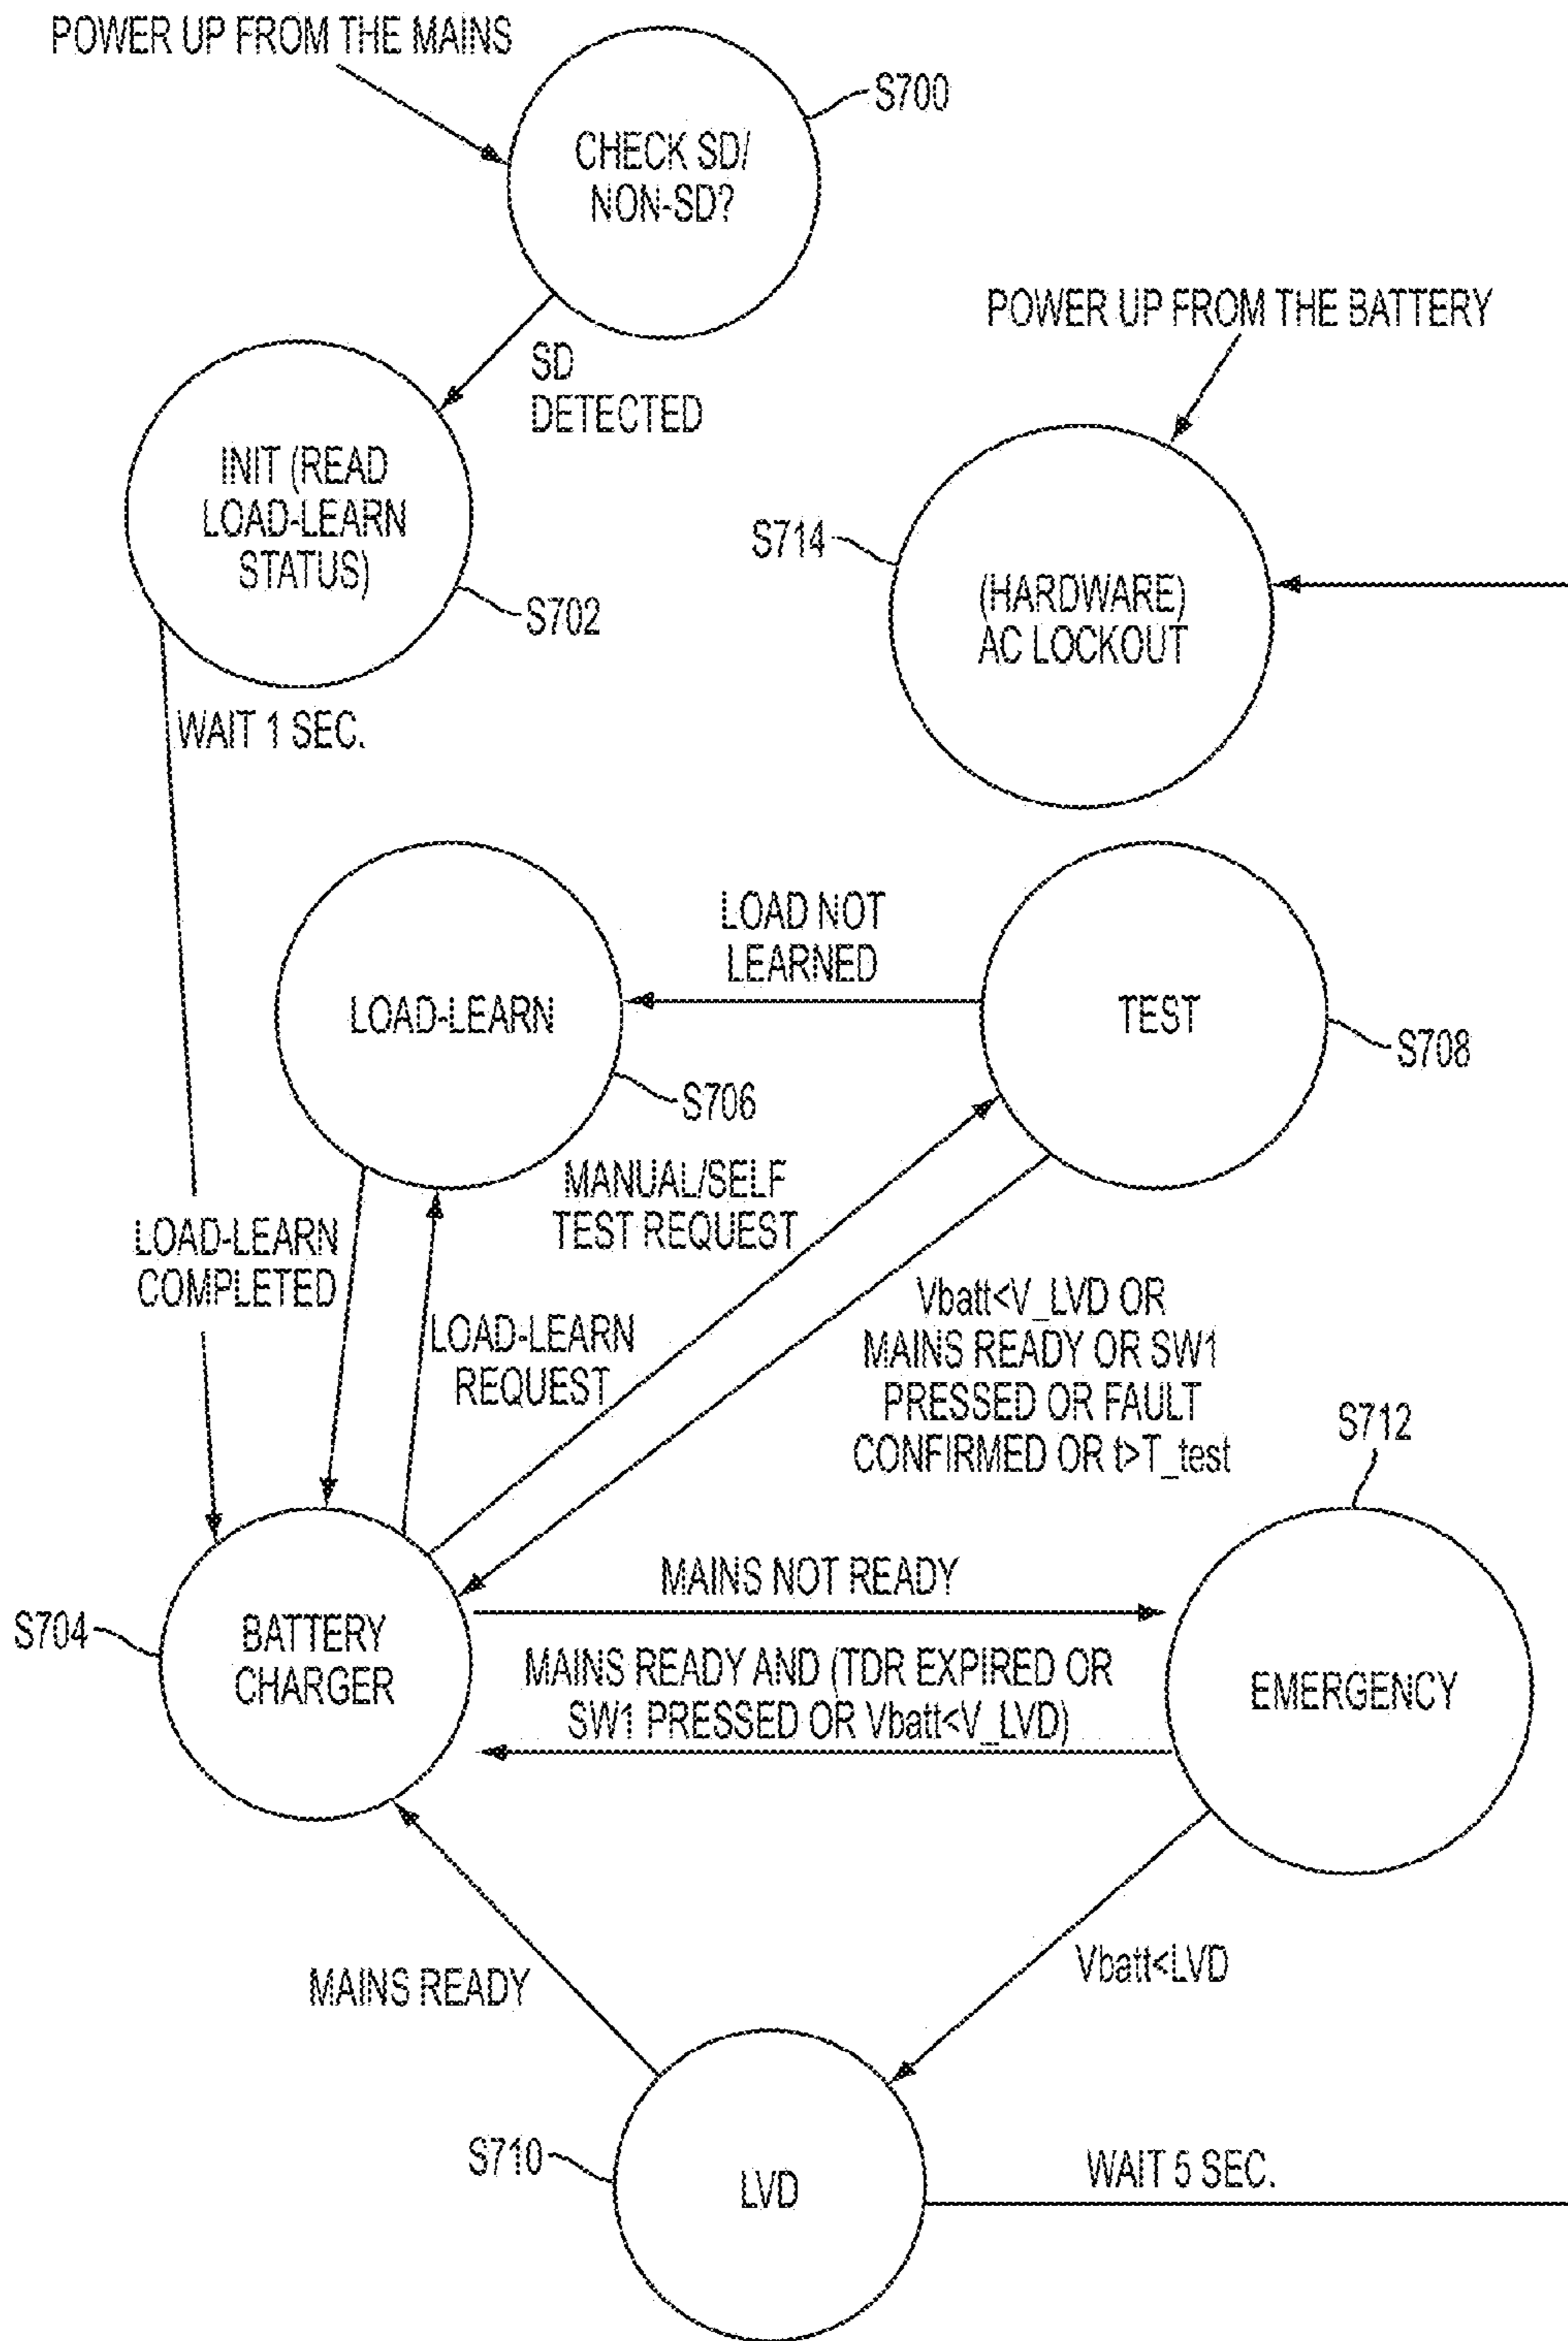 POWER UP FROM THE MAINS
S700
CHECK SD/
NON-SD?
POWER UP FROM THE BATTERY
SD
DETECTED
INIT (READ
LOAD-LEARN
STATUS)
S702
S714
(HARDWARE)
AC LOCKOUT
WAIT 1 SEC.
LOAD NOT
LEARNED
LOAD-LEARN
TEST
S708
S706
MANUAL/SELF
TEST REQUEST
LOAD-LEARN
COMPLETED
LOAD-LEARN
REQUEST
Vbatt<V_LVD OR
MAINS READY OR SW1
PRESSED OR FAULT
CONFIRMED OR t>T_test
S712
MAINS NOT READY
S704
BATTERY
CHARGER
MAINS READY AND (TDR EXPIRED OR
SW1 PRESSED OR Vbatt<V_LVD)
EMERGENCY
Vbatt<LVD
MAINS READY
S710
LVD
WAIT 5 SEC.